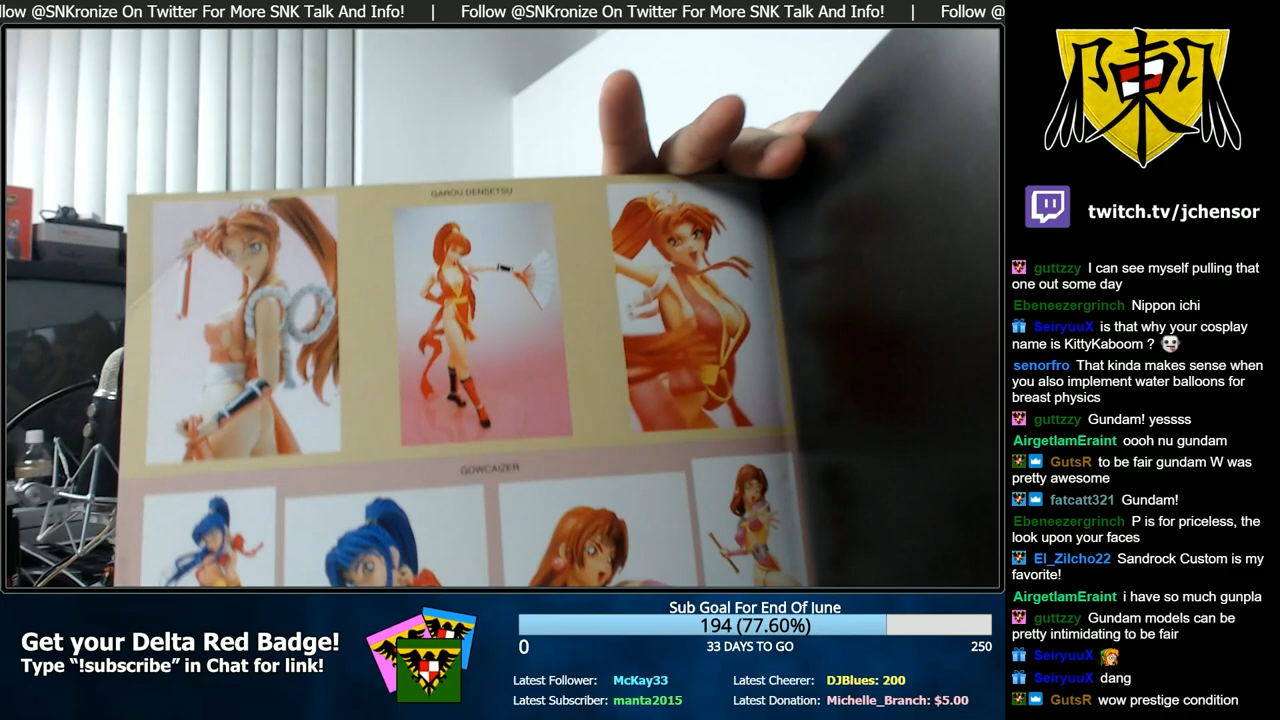 llow @SNKronize On Twitter For More SNK Talk And Info! | Follow @SNKronize On Twitter For More SNK Talk And Info! | Follow @
GAROU DENSETSU
GOWCAIZER
陳
twitch.tv/jchensor
guttzzy I can see myself pulling that
one out some day
Ebeneezergrinch Nippon ichi
SeiryuuX is that why your cosplay
name is KittyKaboom ?
senorfro That kinda makes sense when
you also implement water balloons for
breast physics
guttzzy Gundam! yessss
AirgetlamEraint oooh nu gundam
GutsR to be fair gundam W was
pretty awesome
fatcatt321 Gundam!
Ebeneezergrinch P is for priceless, the
look upon your faces
El_Zilcho22 Sandrock Custom is my
favorite!
AirgetlamEraint i have so much gunpla
guttzzy Gundam models can be
pretty intimidating to be fair
SeiryuuX
SeiryuuX dang
GutsR wow prestige condition
Get your Delta Red Badge!
Type “!subscribe” in Chat for link!
Sub Goal For End Of June
194 (77.60%)
0 33 DAYS TO GO 250
Latest Follower: McKay33 Latest Cheerer: DJBlues: 200
Latest Subscriber: manta2015 Latest Donation: Michelle_Branch: $5.00